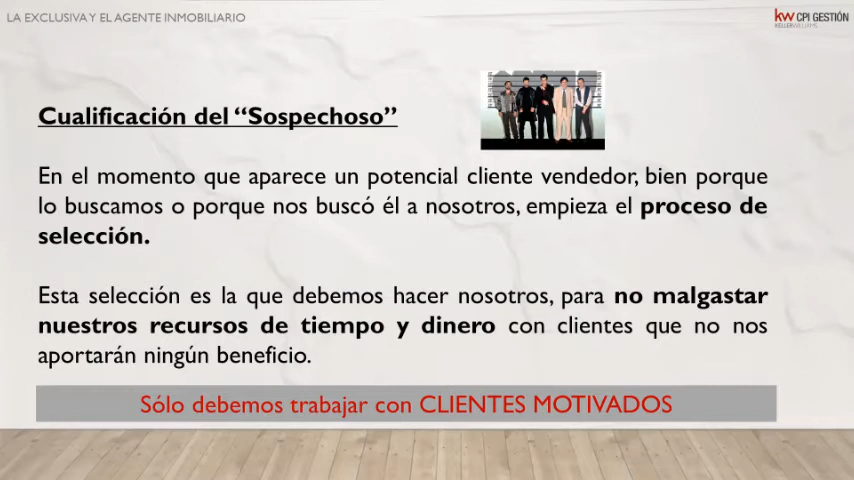 LA EXCLUSIVA Y EL AGENTE INMOBILIARIO
kw CPI GESTIÓN
KELLERWILLIAMS
Cualificación del “Sospechoso”
En el momento que aparece un potencial cliente vendedor, bien porque
lo buscamos o porque nos buscó él a nosotros, empieza el proceso de
selección.
Esta selección es la que debemos hacer nosotros, para no malgastar
nuestros recursos de tiempo y dinero con clientes que no nos
aportarán ningún beneficio.
Sólo debemos trabajar con CLIENTES MOTIVADOS